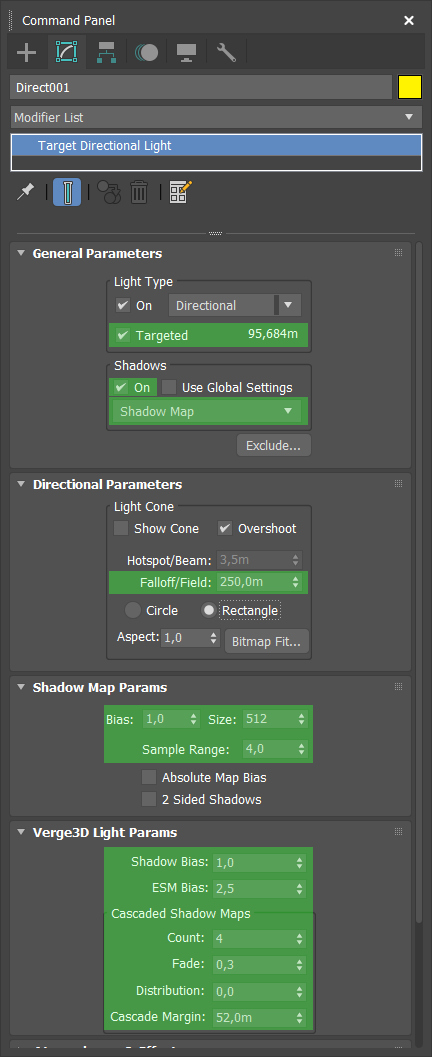 Command Panel
Direct001
Modifier List
Target Directional Light
General Parameters
Light Type
On Directional
Targeted 95,684m
Shadows
On Use Global Settings
Shadow Map
Exclude...
Directional Parameters
Light Cone
Show Cone Overshoot
Hotspot/Beam: 3,5m
Falloff/Field: 250,0m
Circle Rectangle
Aspect: 1,0 Bitmap Fit...
Shadow Map Params
Bias: 1,0 Size: 512
Sample Range: 4,0
Absolute Map Bias
2 Sided Shadows
Verge3D Light Params
Shadow Bias: 1,0
ESM Bias: 2,5
Cascaded Shadow Maps
Count: 4
Fade: 0,3
Distribution: 0,0
Cascade Margin: 52,0m